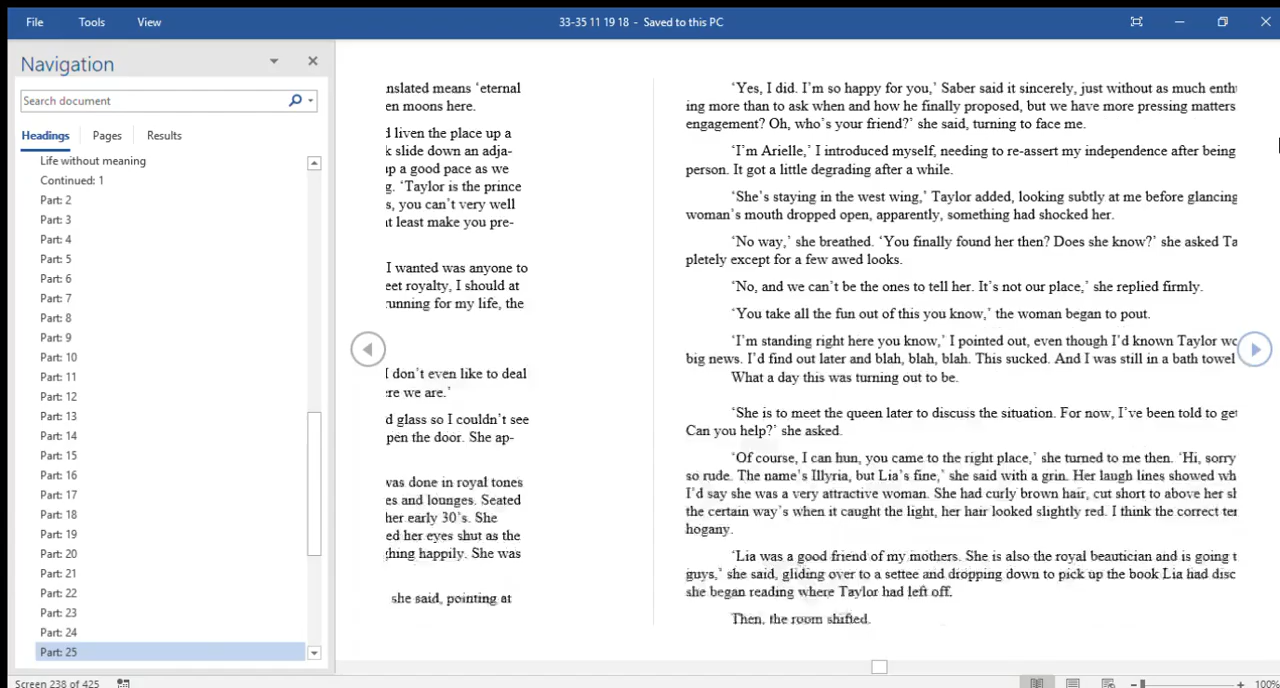 File Tools View 33-35 11 19 18 - Saved to this PC
Navigation
Search document
Headings Pages Results
Life without meaning
Continued: 1
Part: 2
Part: 3
Part: 4
Part: 5
Part: 6
Part: 7
Part: 8
Part: 9
Part: 10
Part: 11
Part: 12
Part: 13
Part: 14
Part: 15
Part: 16
Part: 17
Part: 18
Part: 19
Part: 20
Part: 21
Part: 22
Part: 23
Part: 24
Part: 25
nslated means ‘eternal
en moons here.
d liven the place up a
k slide down an adja-
up a good pace as we
g. ‘Taylor is the prince
s, you can’t very well
at least make you pre-
I wanted was anyone to
eet royalty, I should at
running for my life, the
I don’t even like to deal
ere we are.’
d glass so I couldn’t see
pen the door. She ap-
was done in royal tones
es and lounges. Seated
her early 30’s. She
ed her eyes shut as the
ghing happily. She was
she said, pointing at
‘Yes, I did. I’m so happy for you,’ Saber said it sincerely, just without as much enthu
ing more than to ask when and how he finally proposed, but we have more pressing matters
engagement? Oh, who’s your friend?’ she said, turning to face me.
‘I’m Arielle,’ I introduced myself, needing to re-assert my independence after being
person. It got a little degrading after a while.
‘She’s staying in the west wing,’ Taylor added, looking subtly at me before glancing
woman’s mouth dropped open, apparently, something had shocked her.
‘No way,’ she breathed. ‘You finally found her then? Does she know?’ she asked Ta
pletely except for a few awed looks.
‘No, and we can’t be the ones to tell her. It’s not our place,’ she replied firmly.
‘You take all the fun out of this you know,’ the woman began to pout.
‘I’m standing right here you know,’ I pointed out, even though I’d known Taylor wo
big news. I’d find out later and blah, blah, blah. This sucked. And I was still in a bath towel
What a day this was turning out to be.
‘She is to meet the queen later to discuss the situation. For now, I’ve been told to get
Can you help?’ she asked.
‘Of course, I can hun, you came to the right place,’ she turned to me then. ‘Hi, sorry
so rude. The name’s Illyria, but Lia’s fine,’ she said with a grin. Her laugh lines showed wh
I’d say she was a very attractive woman. She had curly brown hair, cut short to above her sh
the certain way’s when it caught the light, her hair looked slightly red. I think the correct ter
hogany.
‘Lia was a good friend of my mothers. She is also the royal beautician and is going t
guys,’ she said, gliding over to a settee and dropping down to pick up the book Lia had disc
she began reading where Taylor had left off.
Then, the room shifted.
Screen 238 of 425 100%